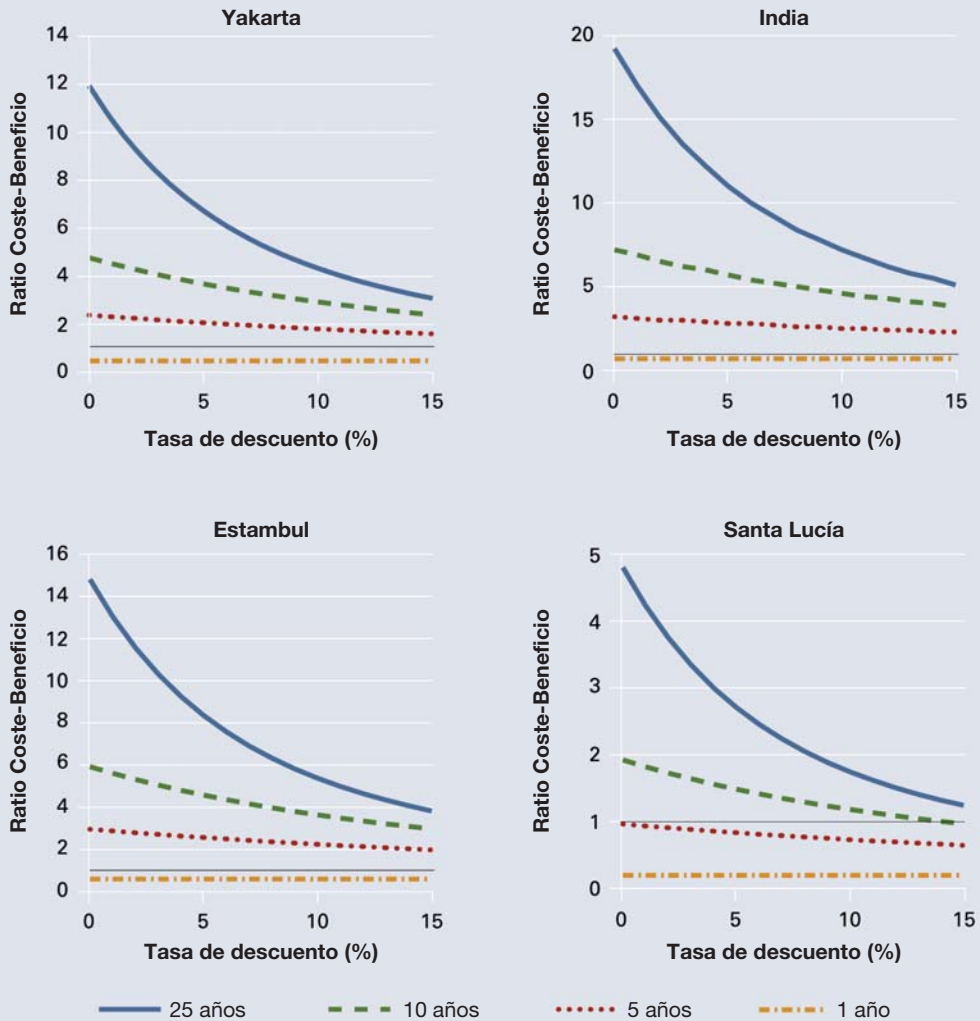 Yakarta
14
12
10
8
6
4
2
0
Ratio Coste-Beneficio
0 5 10 15
Tasa de descuento (%)
India
20
15
10
5
0
Ratio Coste-Beneficio
0 5 10 15
Tasa de descuento (%)
Estambul
16
14
12
10
8
6
4
2
0
Ratio Coste-Beneficio
0 5 10 15
Tasa de descuento (%)
Santa Lucía
5
4
3
2
1
0
Ratio Coste-Beneficio
0 5 10 15
Tasa de descuento (%)
25 años 10 años 5 años 1 año